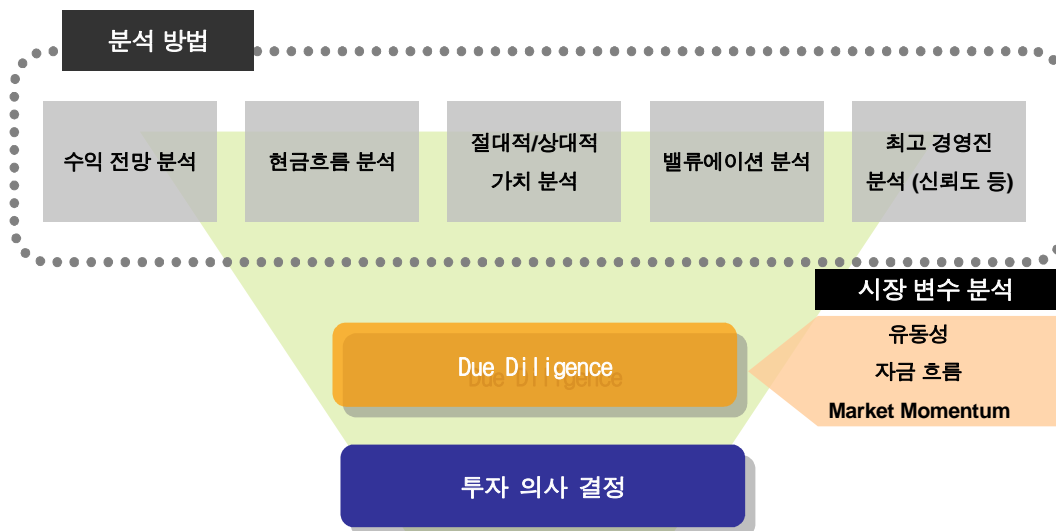 분석 방법
수익 전망 분석
현금흐름 분석
절대적/상대적
가치 분석
밸류에이션 분석
최고 경영진
분석 (신뢰도 등)
시장 변수 분석
유동성
자금 흐름
Market Momentum
Due Diligence
투자 의사 결정